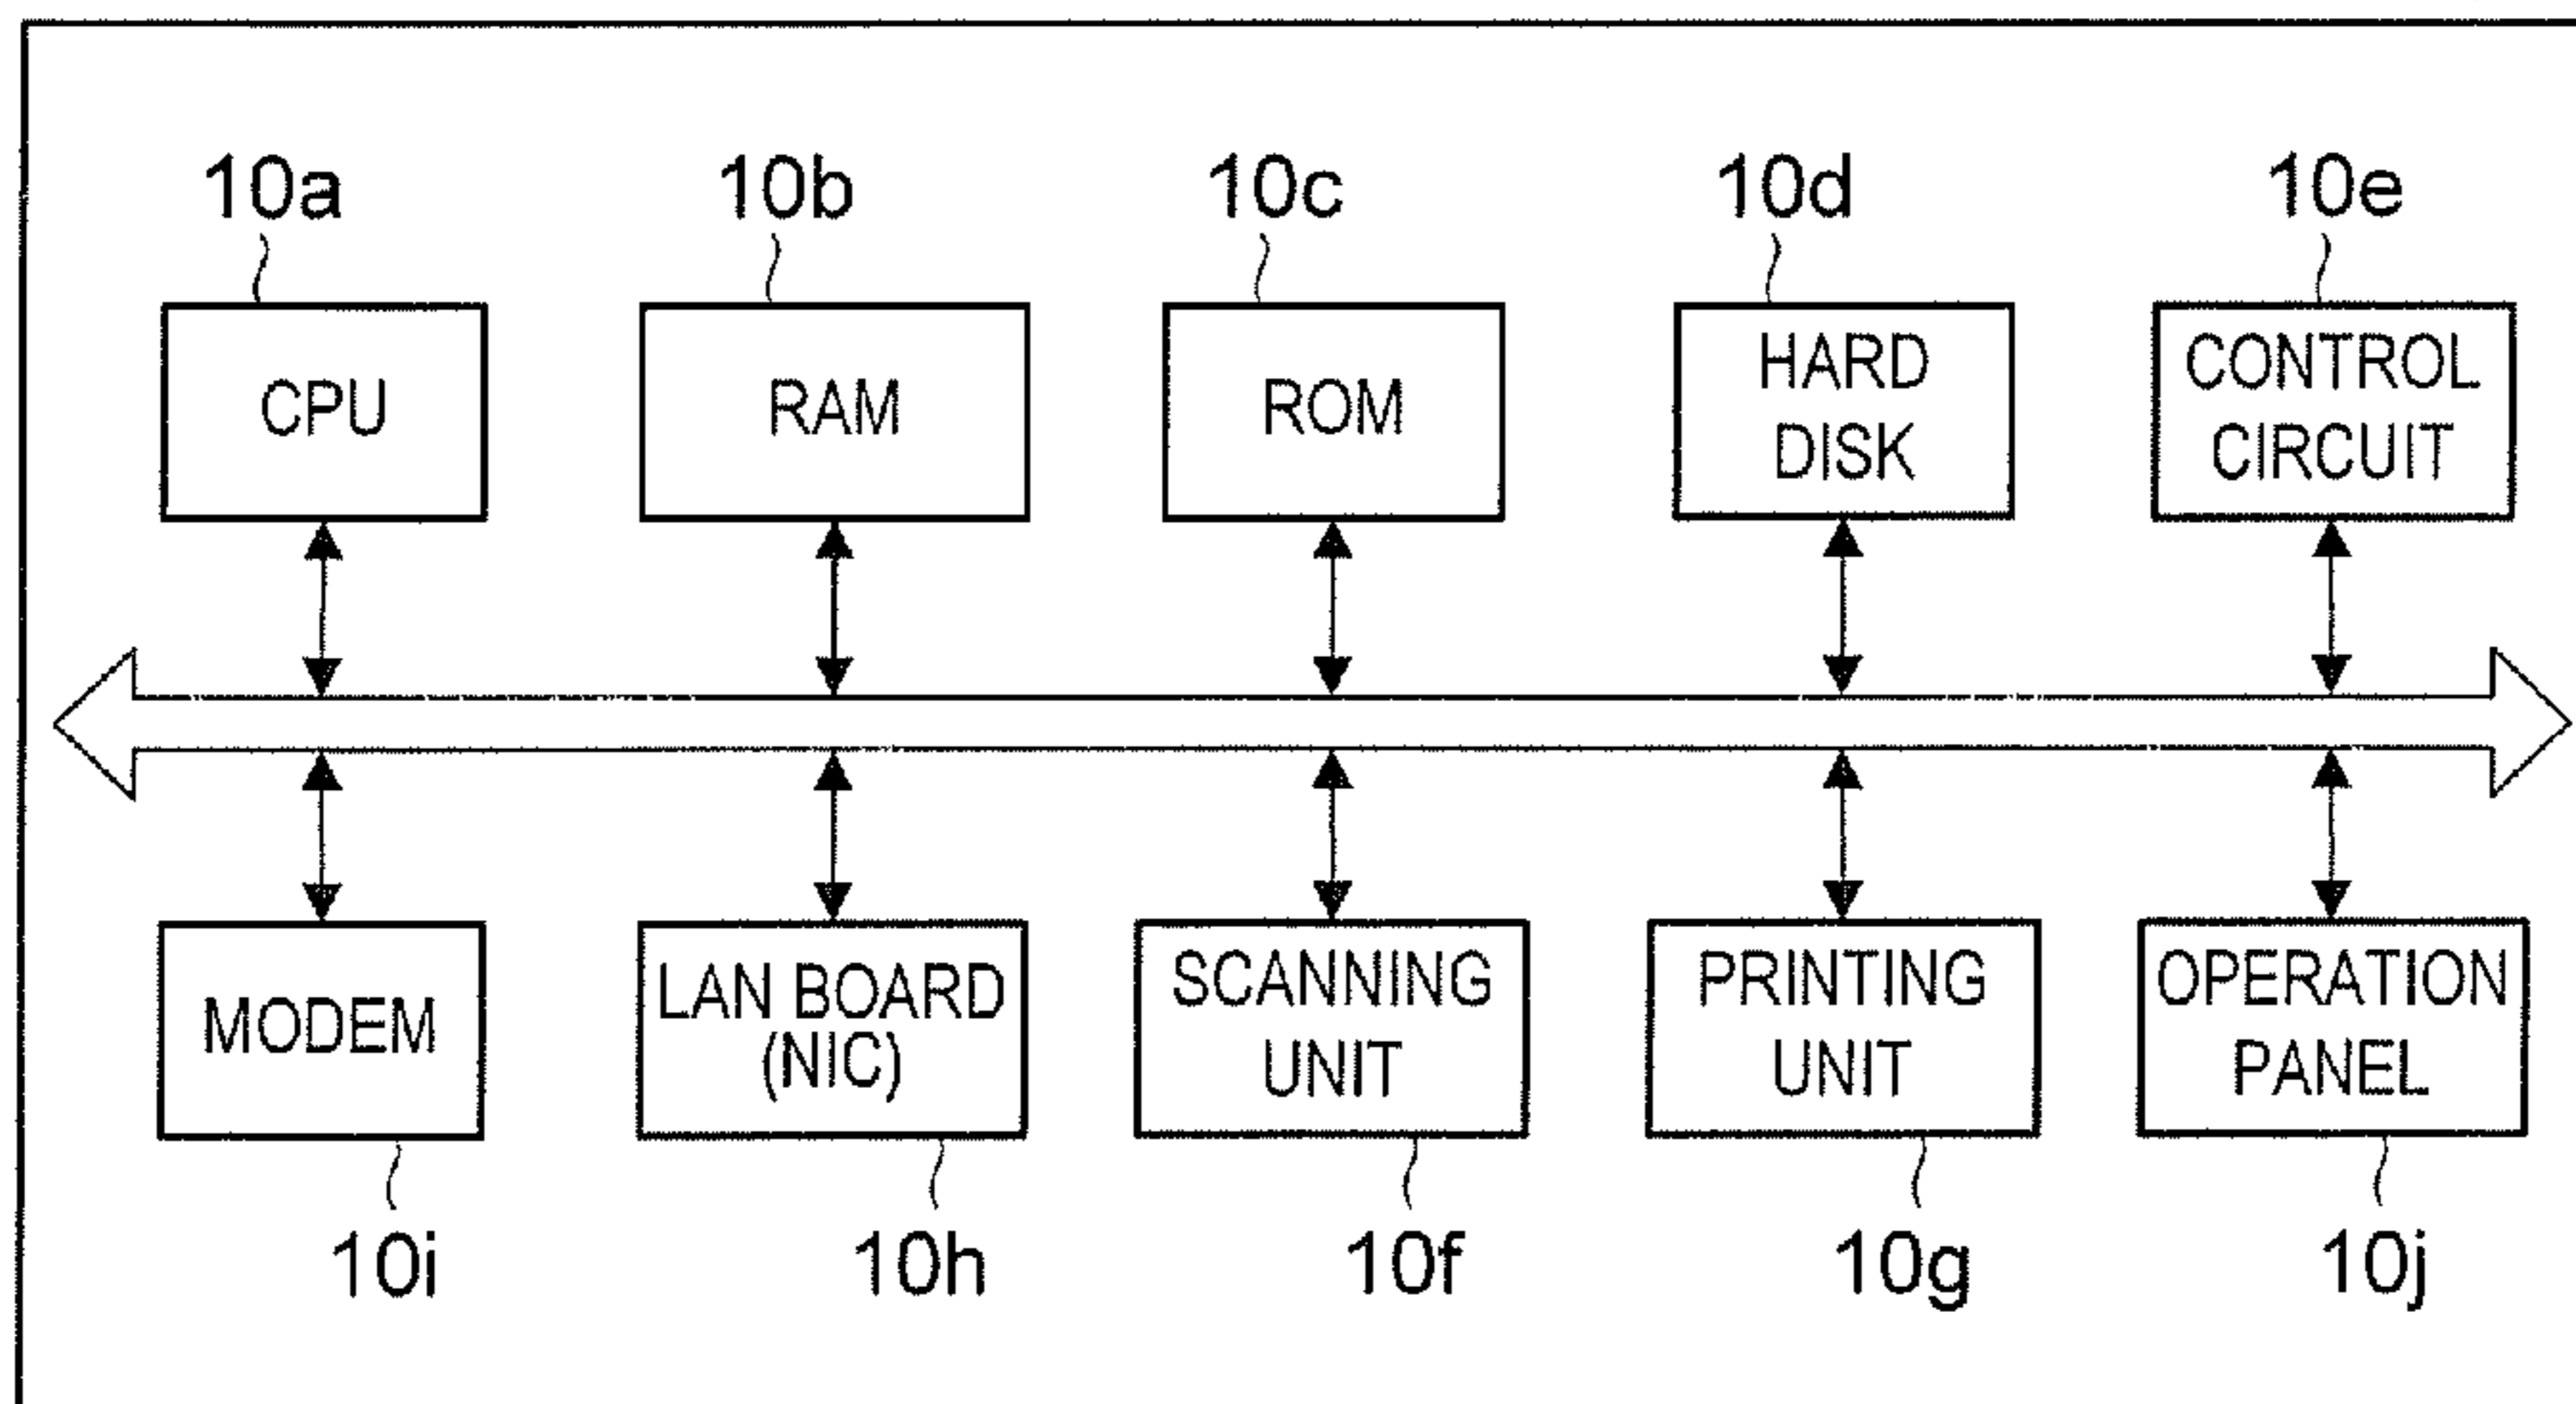 10a
10b
10c
10d
10e
CPU
RAM
ROM
HARD
DISK
CONTROL
CIRCUIT
MODEM
LAN BOARD
(NIC)
SCANNING
UNIT
PRINTING
UNIT
OPERATION
PANEL
10i
10h
10f
10g
10j